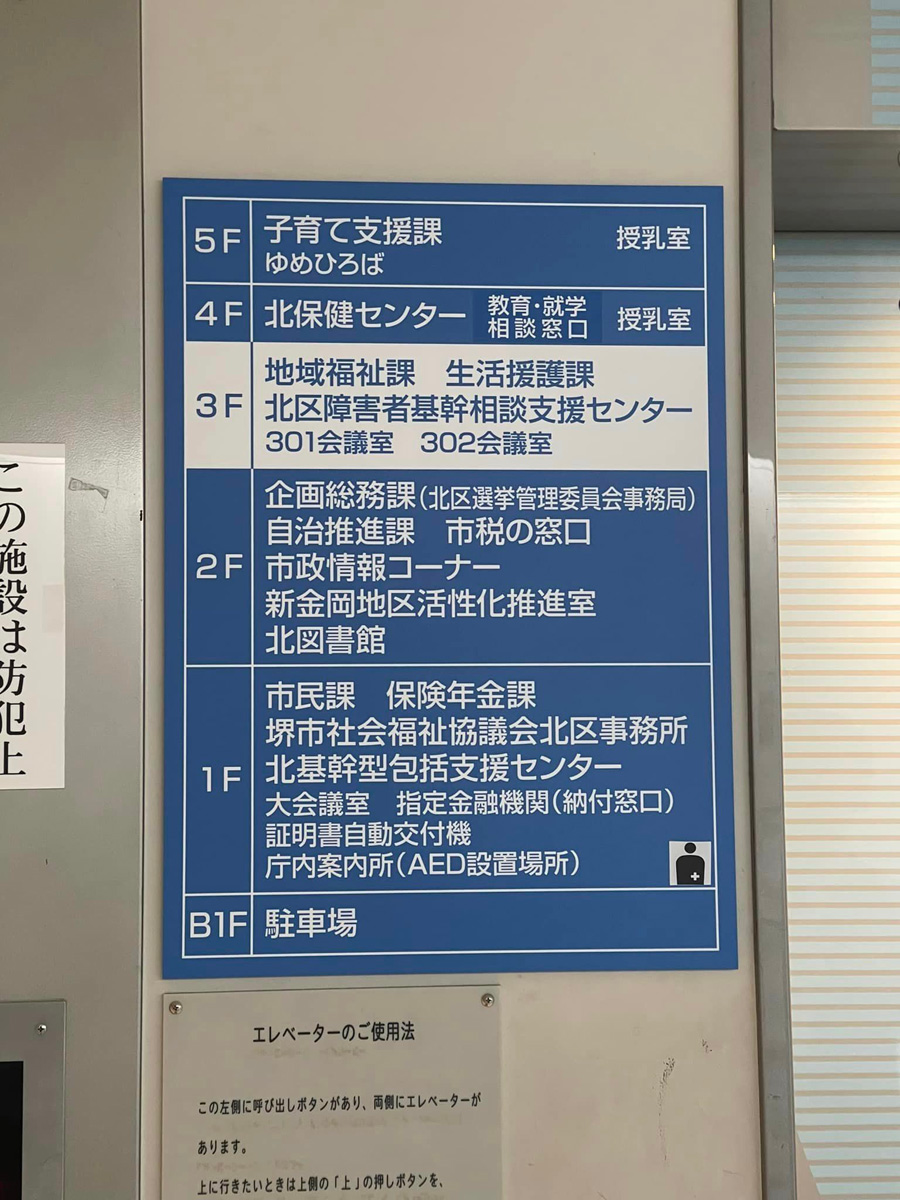 5F 子育て支援課 授乳室
ゆめひろば
4F 北保健センター 教育・就学 授乳室
相談窓口
3F 地域福祉課 生活援護課
北区障害者基幹相談支援センター
301会議室 302会議室
2F 企画総務課(北区選挙管理委員会事務局)
自治推進課 市税の窓口
市政情報コーナー
新金岡地区活性化推進室
北図書館
1F 市民課 保険年金課
堺市社会福祉協議会北区事務所
北基幹型包括支援センター
大会議室 指定金融機関(納付窓口)
証明書自動交付機
庁内案内所(AED設置場所)
B1F 駐車場
この施設は防犯上
エレベーターのご使用法
この左側に呼び出しボタンがあり、両側にエレベーターが
あります。
上に行きたいときは上側の「上」の押しボタンを、